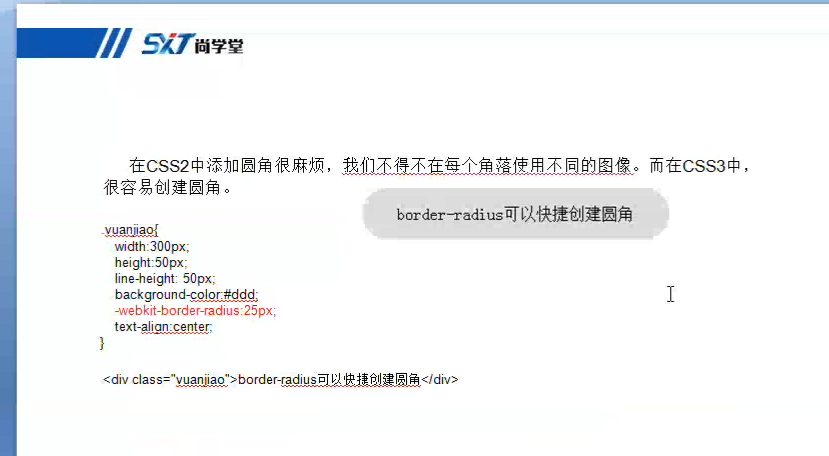 SXT尚学堂
在CSS2中添加圆角很麻烦，我们不得不在每个角落使用不同的图像。而在CSS3中，
很容易创建圆角。
border-radius可以快捷创建圆角
.yuanjiao{
width:300px;
height:50px;
line-height: 50px;
background-color:#ddd;
-webkit-border-radius:25px;
text-align:center;
}
<div class="yuanjiao">border-radius可以快捷创建圆角</div>